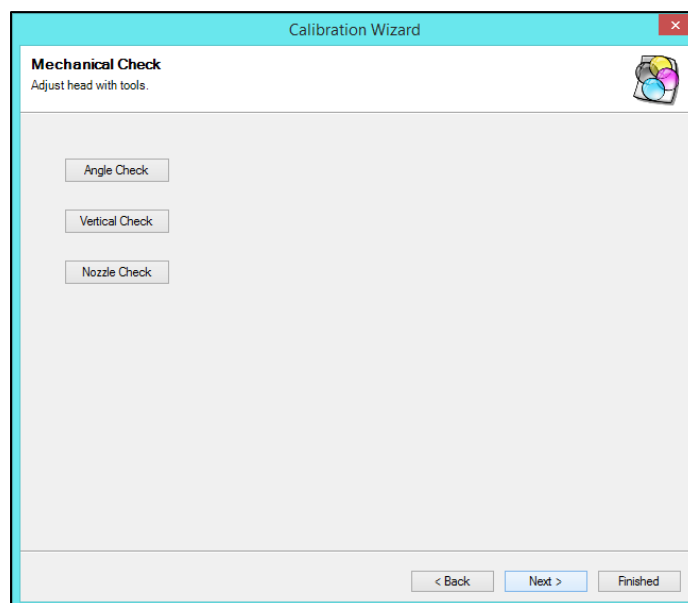 Calibration Wizard
Mechanical Check
Adjust head with tools.
Angle Check
Vertical Check
Nozzle Check
< Back Next > Finished